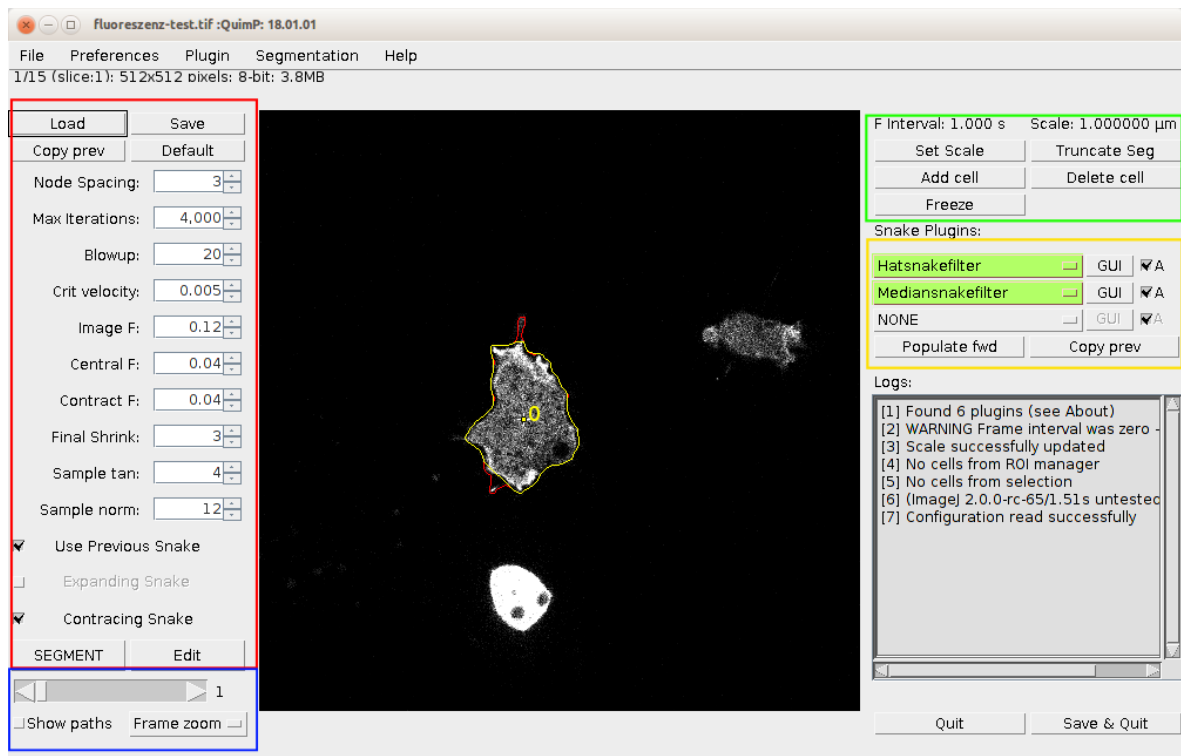 fluoreszenz-test.tif :QuimP: 18.01.01
File Preferences Plugin Segmentation Help
1/15 (slice:1); 512x512 pixels; 8-bit; 3.8MB
Load Save
Copy prev Default
Node Spacing: 3
Max Iterations: 4,000
Blowup: 20
Crit velocity: 0.005
Image F: 0.12
Central F: 0.04
Contract F: 0.04
Final Shrink: 3
Sample tan: 4
Sample norm: 12
Use Previous Snake
Expanding Snake
Contracing Snake
SEGMENT Edit
1
Show paths Frame zoom
0
F Interval: 1.000 s Scale: 1.000000 µm
Set Scale Truncate Seg
Add cell Delete cell
Freeze
Snake Plugins:
Hatsnakefilter GUI A
Mediansnakefilter GUI A
NONE GUI A
Populate fwd Copy prev
Logs:
[1] Found 6 plugins (see About)
[2] WARNING Frame interval was zero -
[3] Scale successfully updated
[4] No cells from ROI manager
[5] No cells from selection
[6] (ImageJ 2.0.0-rc-65/1.51s untested
[7] Configuration read successfully
Quit Save & Quit